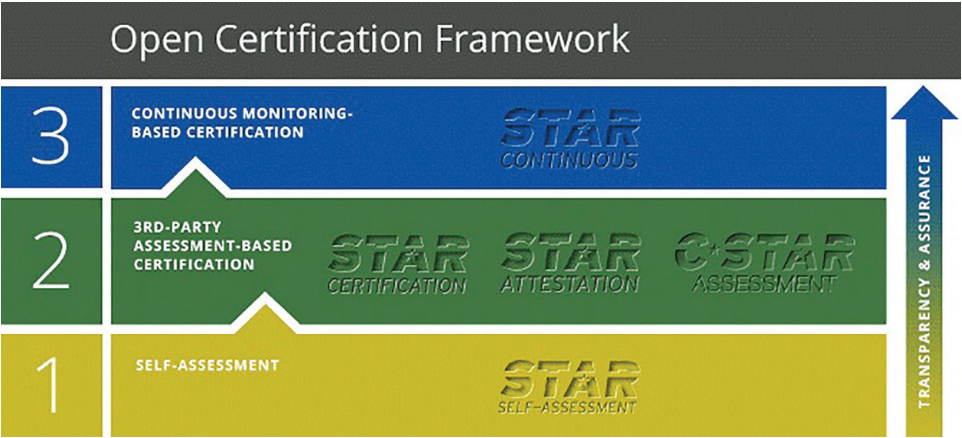 Open Certification Framework
3
CONTINUOUS MONITORING-
BASED CERTIFICATION
STAR
CONTINUOUS
2
3RD-PARTY
ASSESSMENT-BASED
CERTIFICATION
STAR
CERTIFICATION
STAR
ATTESTATION
C★STAR
ASSESSMENT
1
SELF-ASSESSMENT
STAR
SELF-ASSESSMENT
TRANSPARENCY & ASSURANCE